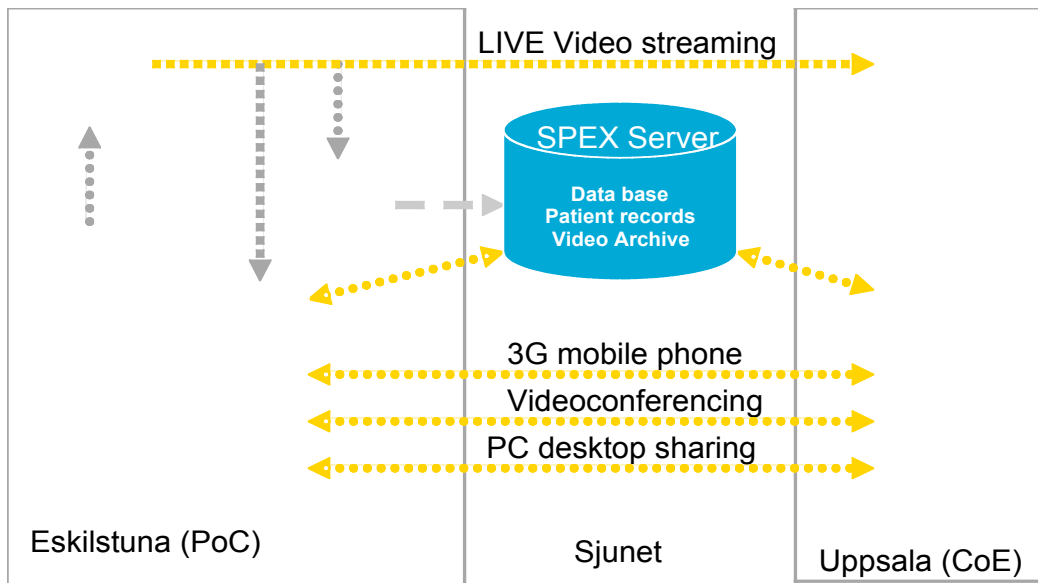 LIVE Video streaming
SPEX Server
Data base
Patient records
Video Archive
3G mobile phone
Videoconferencing
PC desktop sharing
Eskilstuna (PoC)
Sjunet
Uppsala (CoE)